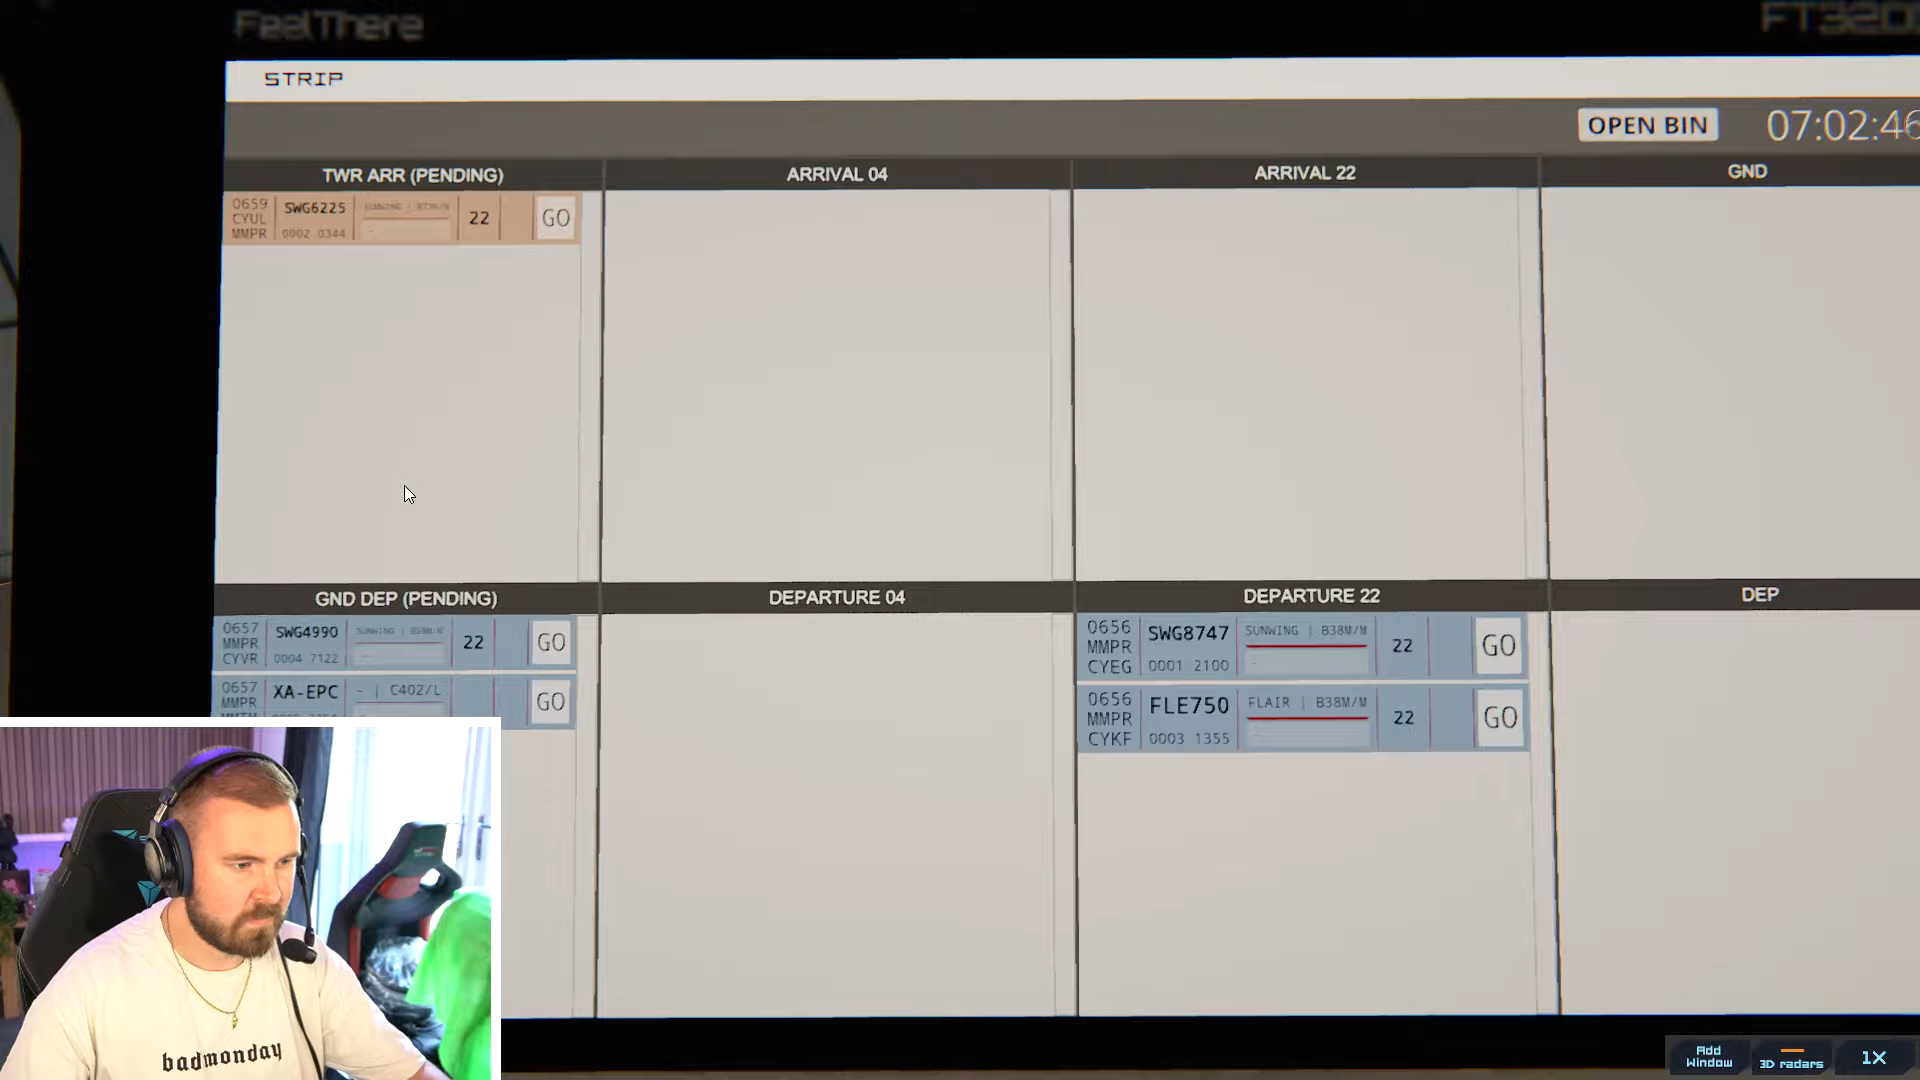 FeelThere
STRIP
OPEN BIN 07:02:46
TWR ARR (PENDING)
0659
CYUL
MMPR
SWG6225
0002 0344
22
GO
ARRIVAL 04
ARRIVAL 22
GND
GND DEP (PENDING)
0657
MMPR
CYVR
SWG4990
0004 7122
SUNWING | B38M/M
22
GO
0657
MMPR
XA-EPC
- | C402/L
GO
DEPARTURE 04
DEPARTURE 22
0656
MMPR
CYEG
SWG8747
0001 2100
SUNWING | B38M/M
22
GO
0656
MMPR
CYKF
FLE750
0003 1355
FLAIR | B38M/M
22
GO
DEP
badmonday
Add
Window
3D radars
1X